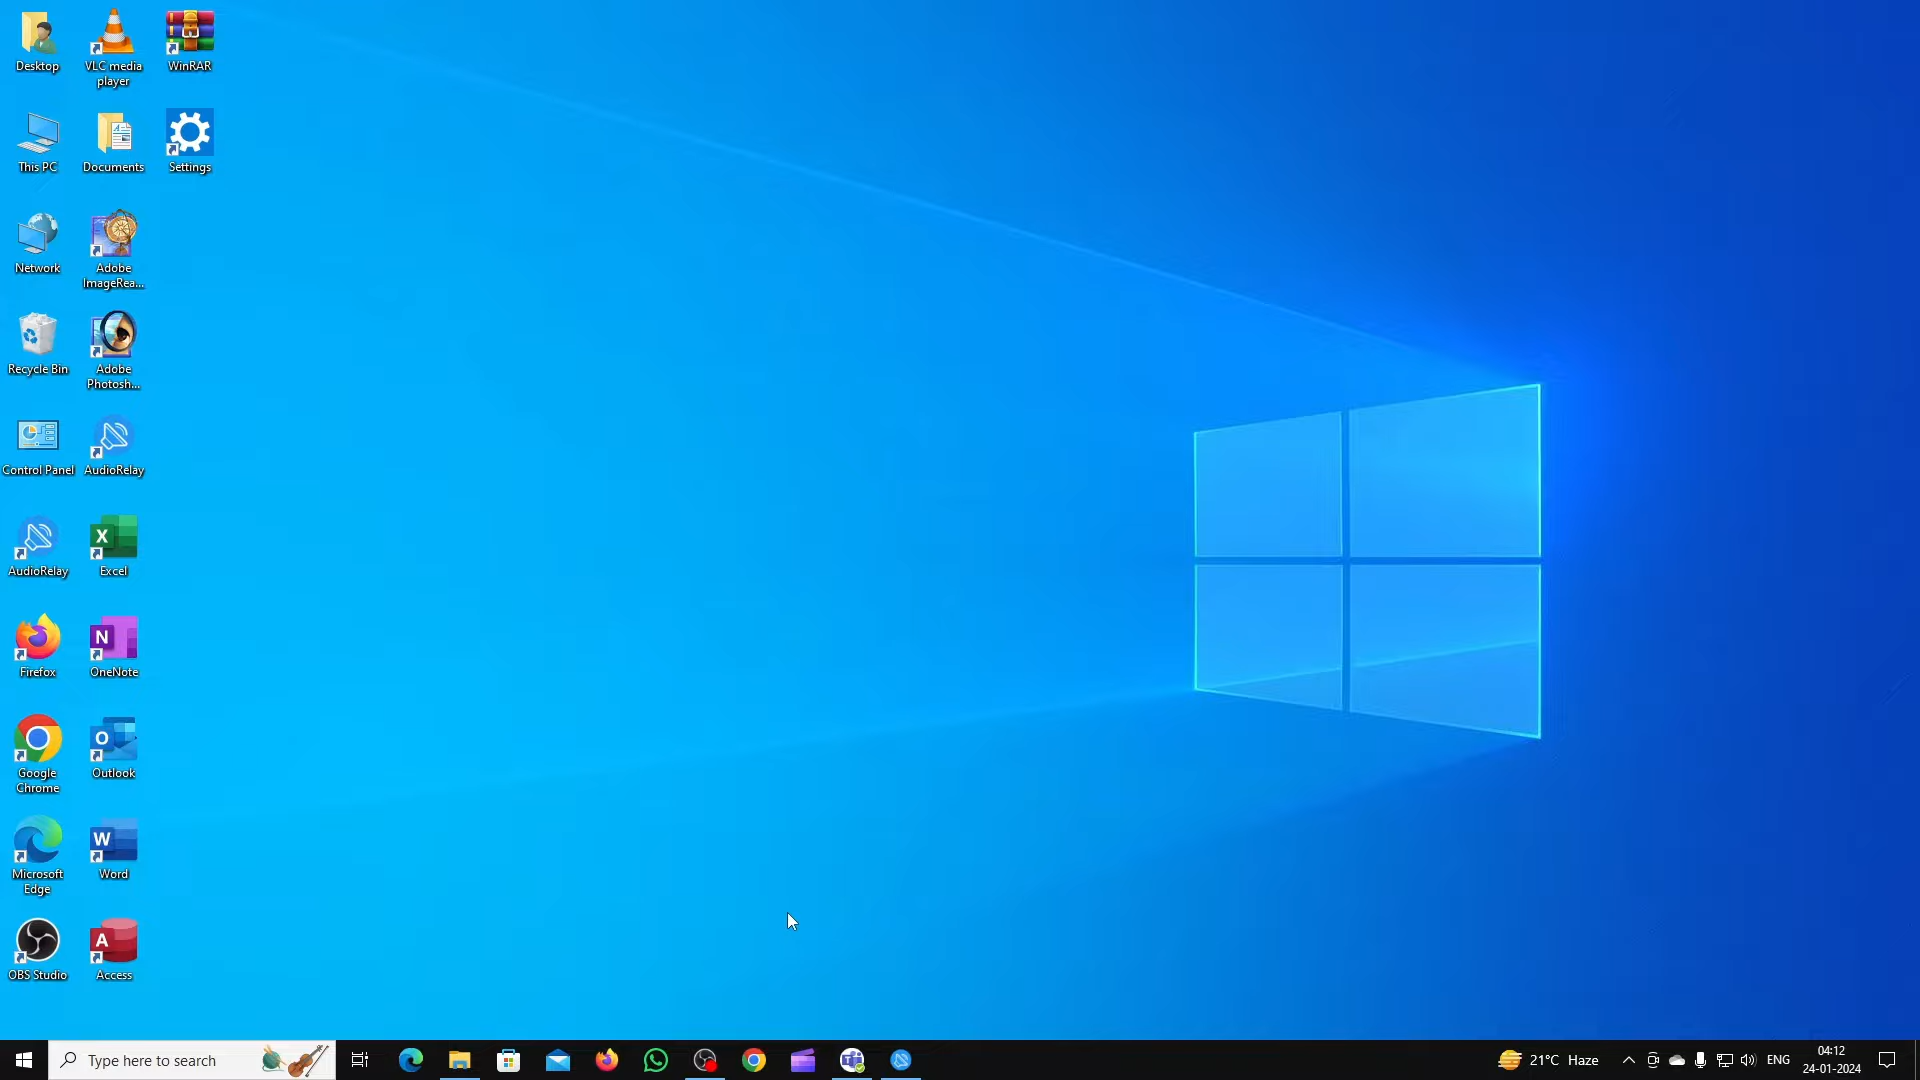 Desktop
VLC media
player
WinRAR
This PC
Documents
Settings
Network
Adobe
ImageRea...
Recycle Bin
Adobe
Photosh...
Control Panel
AudioRelay
AudioRelay
Excel
Firefox
OneNote
Google
Chrome
Outlook
Microsoft
Edge
Word
OBS Studio
Access
Type here to search
21°C Haze
ENG
04:12
24-01-2024